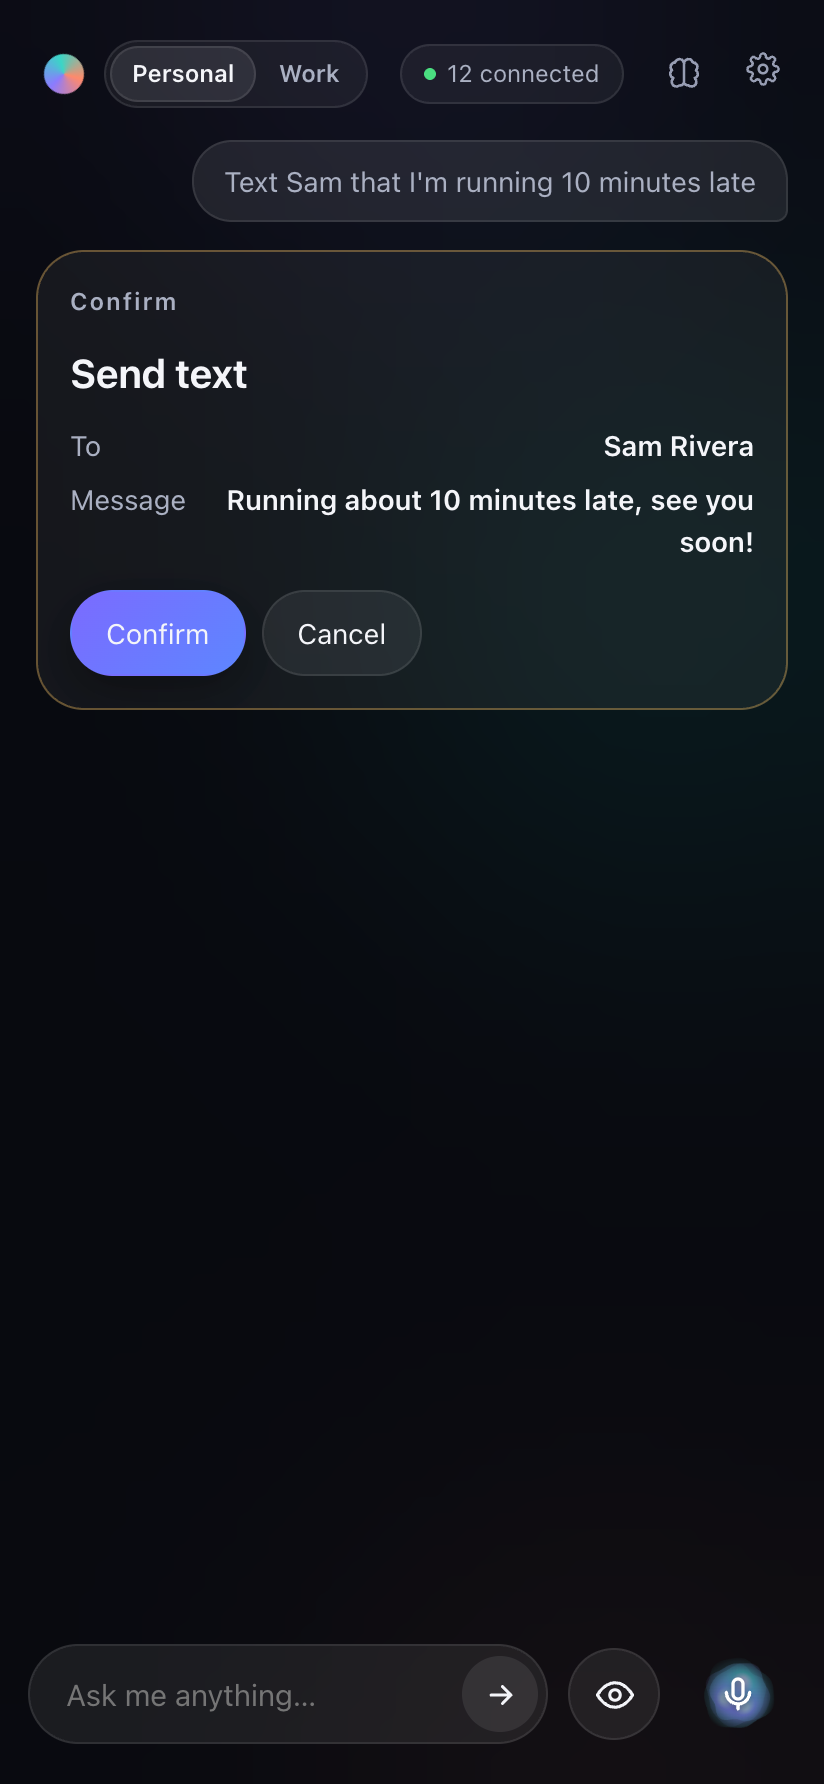 Personal Work 12 connected
Text Sam that I'm running 10 minutes late
Confirm
Send text
To Sam Rivera
Message Running about 10 minutes late, see you
soon!
Confirm Cancel
Ask me anything...